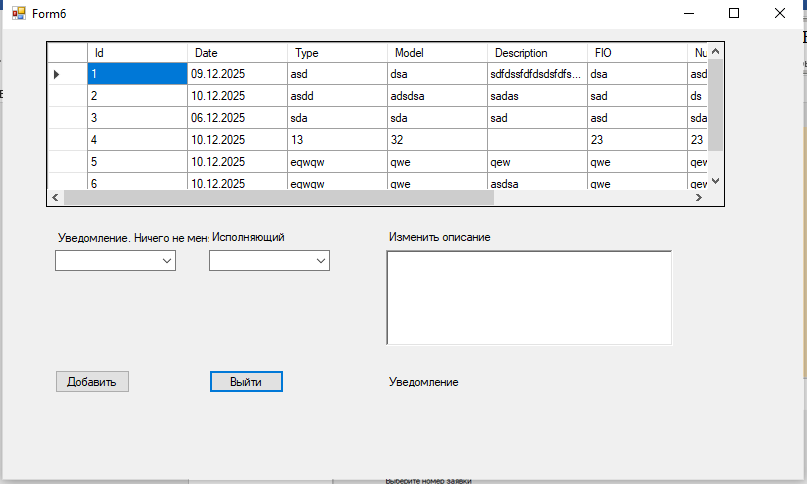 Form6
Id Date Type Model Description FIO Nu
1 09.12.2025 asd dsa sdfdssfdfdsdsfdfs... dsa asd
2 10.12.2025 asdd adsdsa sadas sad ds
3 06.12.2025 sda sda sad asd sda
4 10.12.2025 13 32 23 23
5 10.12.2025 eqwqw qwe qew qwe qew
6 10.12.2025 eqwqw qwe asdsa qwe qew
Уведомление. Ничего не мен Исполняющий Изменить описание
Добавить Выйти Уведомление
Выберите номер заявки